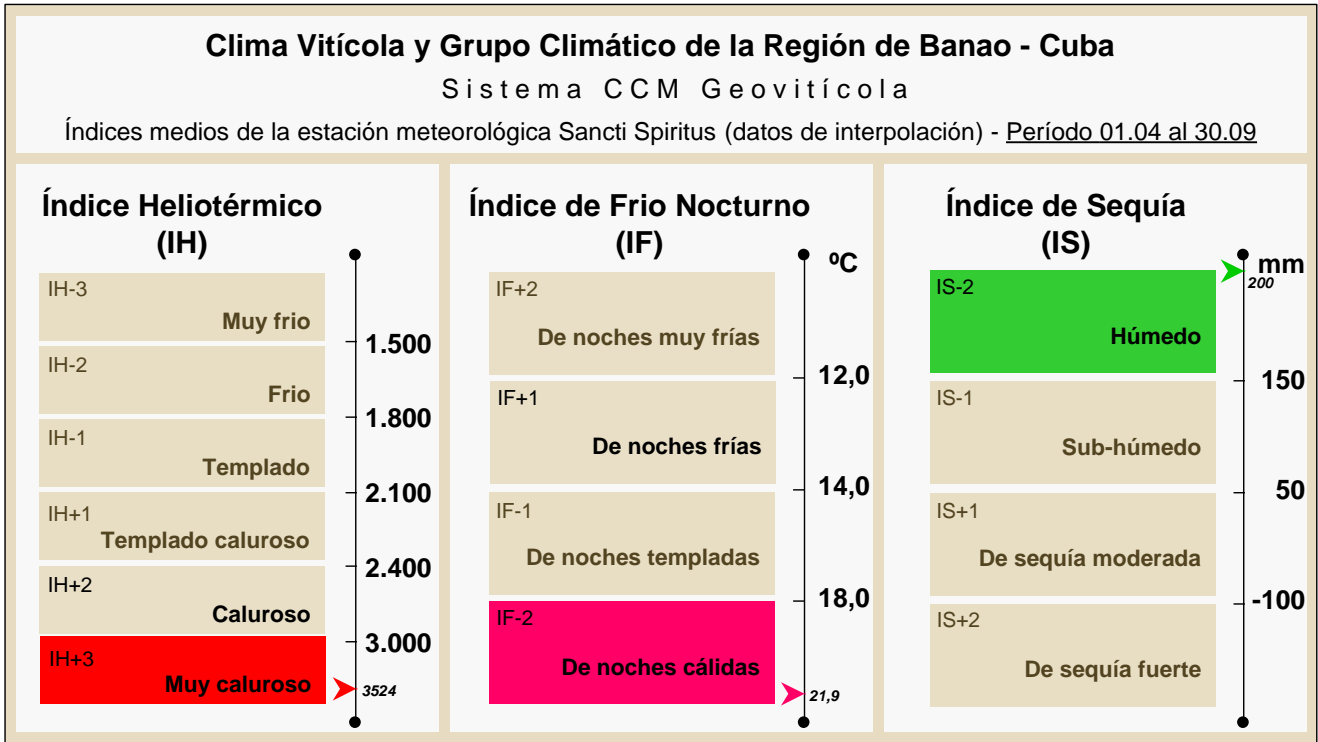 Clima Vitícola y Grupo Climático de la Región de Banao - Cuba
Sistema CCM Geovitícola
Índices medios de la estación meteorológica Sancti Spiritus (datos de interpolación) - Período 01.04 al 30.09
Índice Heliotérmico
(IH)
IH-3
Muy frio
1.500
IH-2
Frio
1.800
IH-1
Templado
2.100
IH+1
Templado caluroso
2.400
IH+2
Caluroso
3.000
IH+3
Muy caluroso
3524
Índice de Frio Nocturno
(IF)
ºC
IF+2
De noches muy frías
12,0
IF+1
De noches frías
14,0
IF-1
De noches templadas
18,0
IF-2
De noches cálidas
21,9
Índice de Sequía
(IS)
mm
200
IS-2
Húmedo
150
IS-1
Sub-húmedo
50
IS+1
De sequía moderada
-100
IS+2
De sequía fuerte